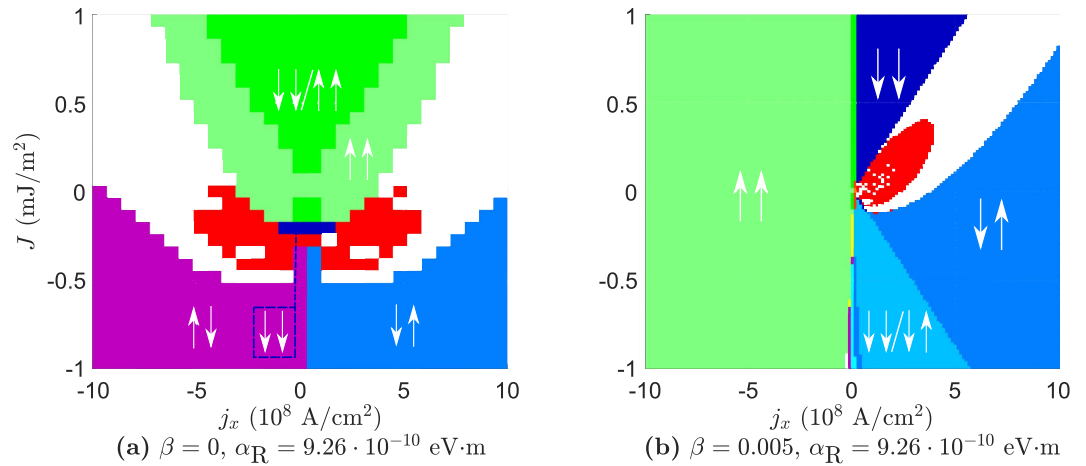 1
0.5
0
-0.5
-1
J (mJ/m²)
↓↓/↑↑
↑↑
↑↓
↓↓
↓↑
-10 -5 0 5 10
jₓ (10⁸ A/cm²)
(a) β = 0, α_R = 9.26 · 10⁻¹⁰ eV·m
1
0.5
0
-0.5
-1
↓↓
↑↑
↓↑
↓↓/↓↑
-10 -5 0 5 10
jₓ (10⁸ A/cm²)
(b) β = 0.005, α_R = 9.26 · 10⁻¹⁰ eV·m